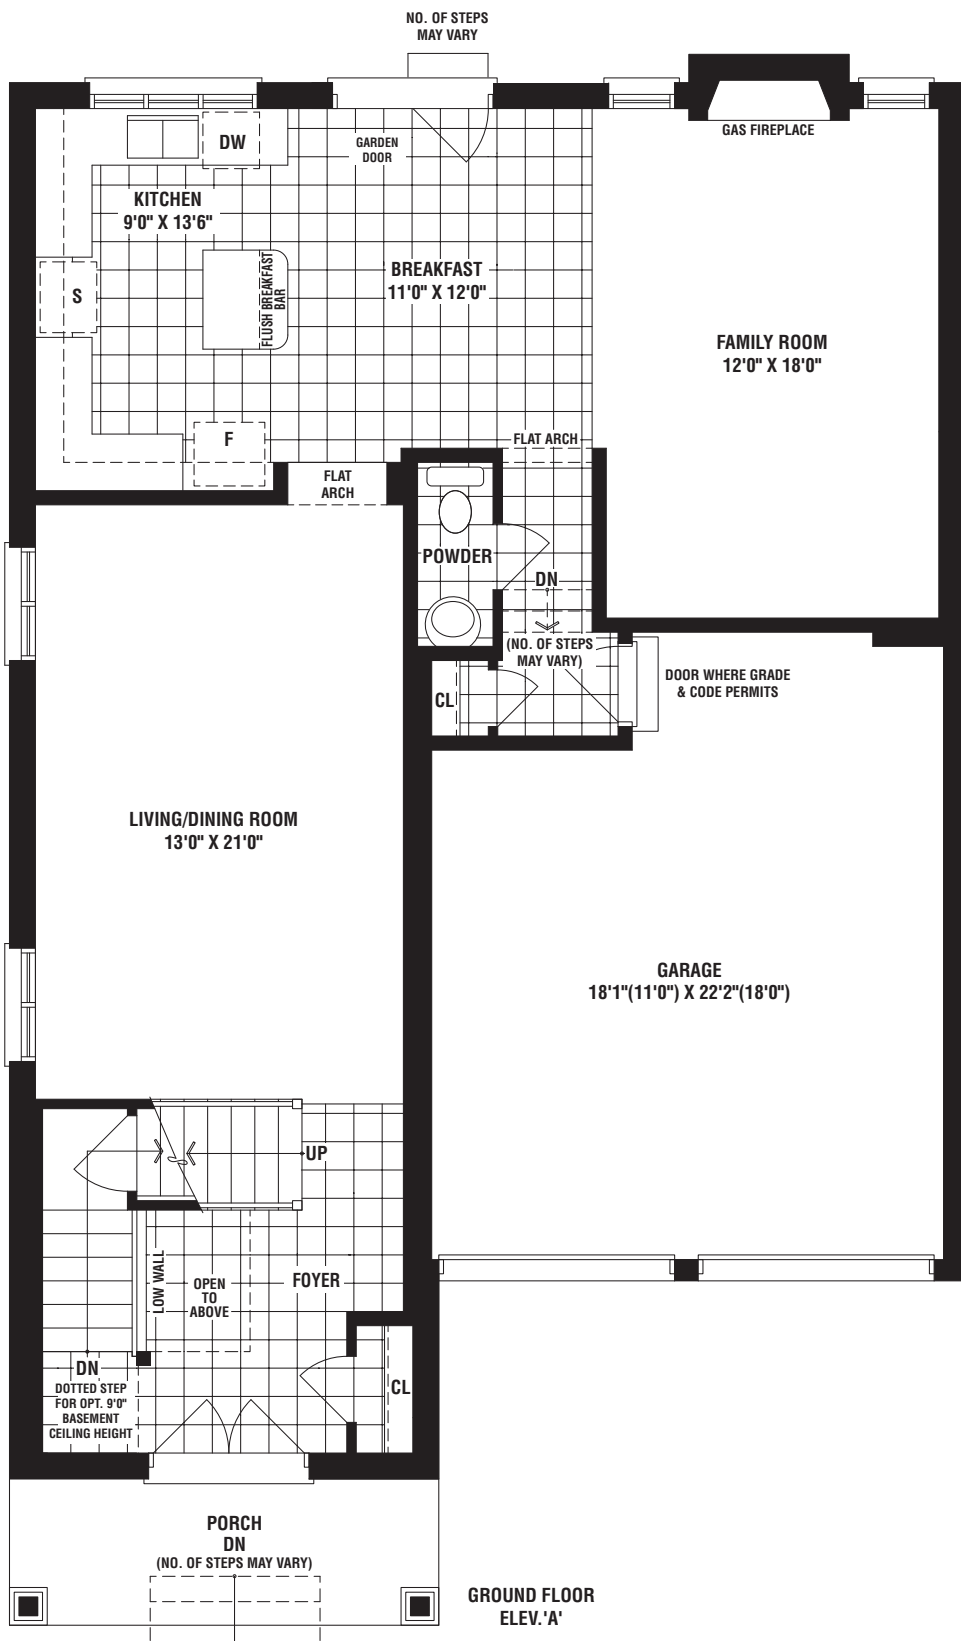 NO. OF STEPS
MAY VARY
GAS FIREPLACE
DW
GARDEN
DOOR
KITCHEN
9'0" X 13'6"
BREAKFAST
11'0" X 12'0"
S
FLUSH BREAKFAST
BAR
FAMILY ROOM
12'0" X 18'0"
F
FLAT ARCH
FLAT
ARCH
POWDER
DN
(NO. OF STEPS
MAY VARY)
CL
DOOR WHERE GRADE
& CODE PERMITS
LIVING/DINING ROOM
13'0" X 21'0"
GARAGE
18'1"(11'0") X 22'2"(18'0")
UP
LOW WALL
OPEN
TO
ABOVE
FOYER
DN
DOTTED STEP
FOR OPT. 9'0"
BASEMENT
CEILING HEIGHT
CL
PORCH
DN
(NO. OF STEPS MAY VARY)
GROUND FLOOR
ELEV.'A'